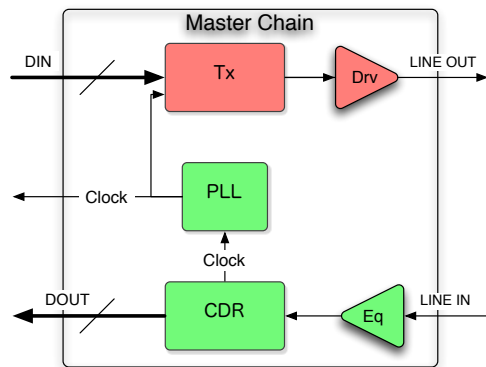 Master Chain
DIN
Tx
Drv
LINE OUT
Clock
PLL
Clock
DOUT
CDR
Eq
LINE IN